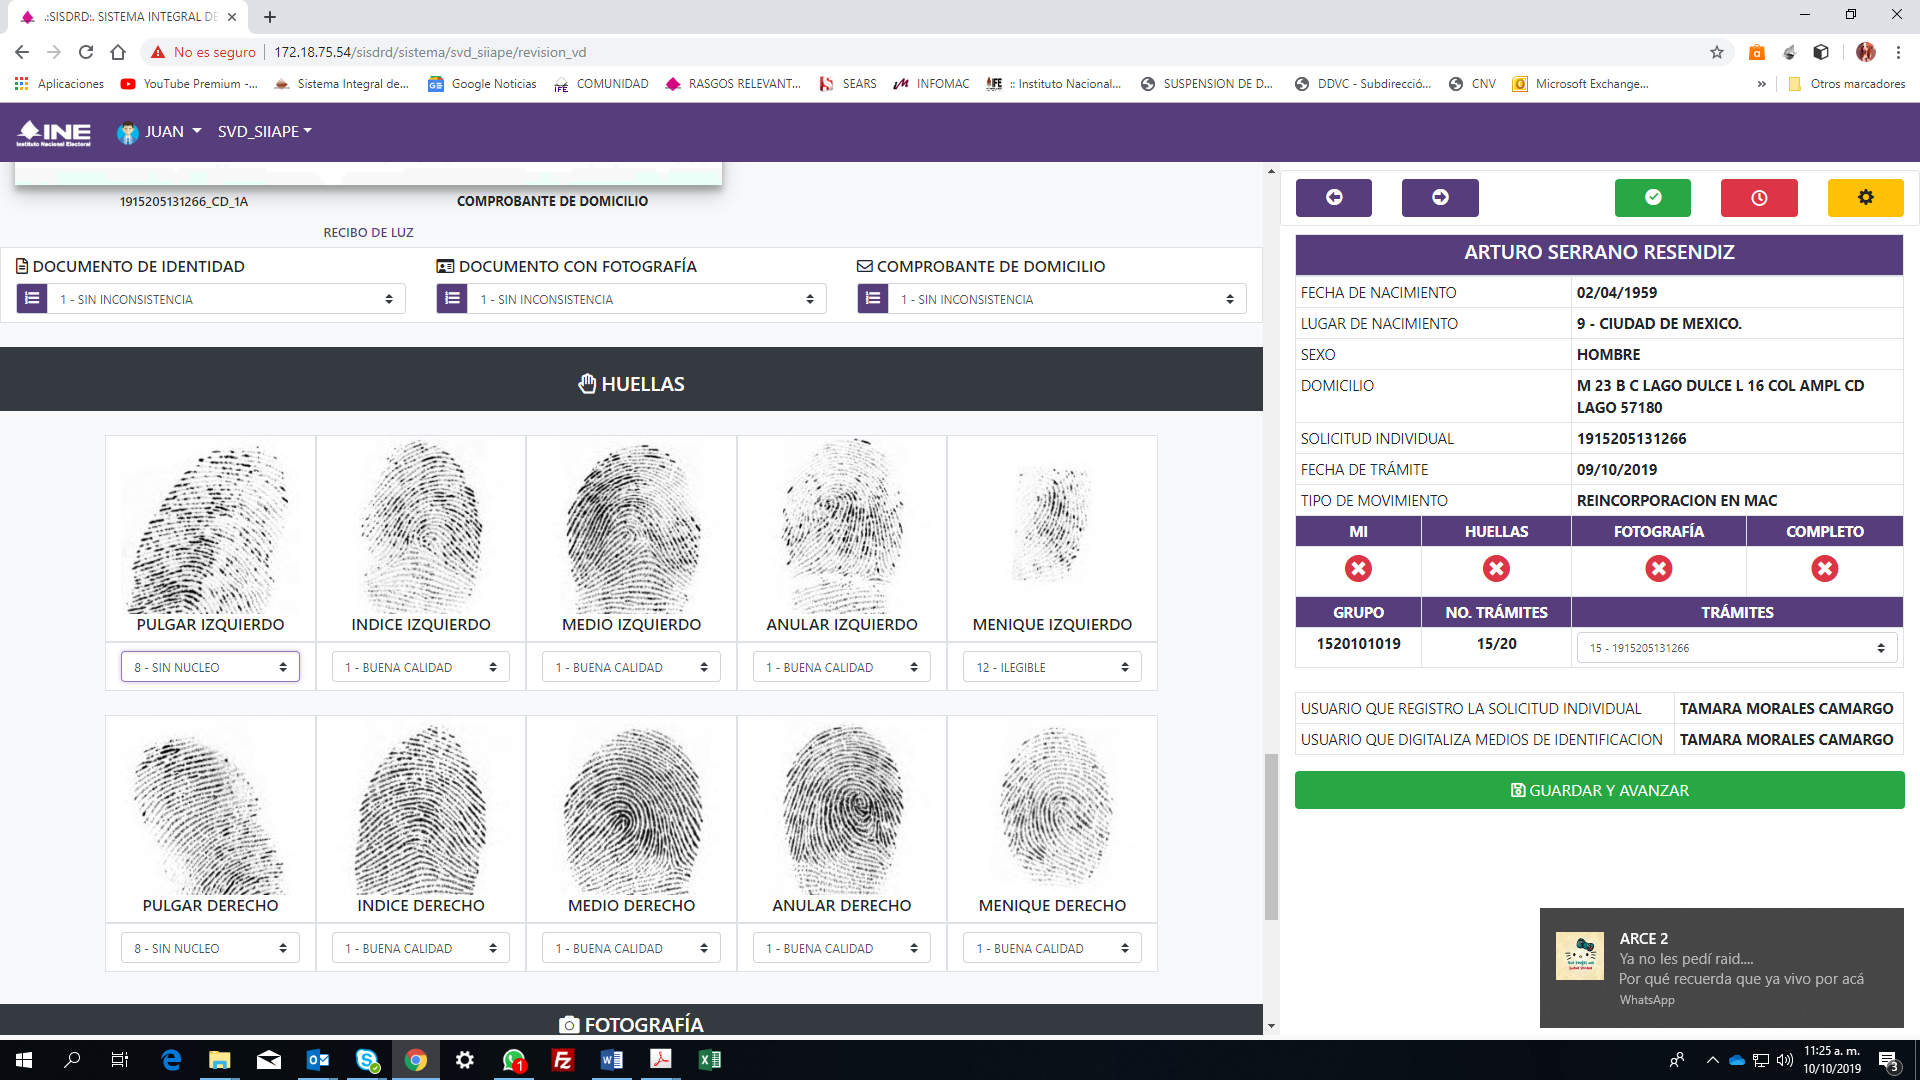 .:SISDRD:. SISTEMA INTEGRAL DE
No es seguro | 172.18.75.54/sisdrd/sistema/svd_siiape/revision_vd
Aplicaciones YouTube Premium -... Sistema Integral de... Google Noticias COMUNIDAD RASGOS RELEVANT... SEARS INFOMAC :: Instituto Nacional... SUSPENSION DE D... DDVC - Subdirecció... CNV Microsoft Exchange... » Otros marcadores
INE
Instituto Nacional Electoral
JUAN SVD_SIIAPE
1915205131266_CD_1A COMPROBANTE DE DOMICILIO
RECIBO DE LUZ
DOCUMENTO DE IDENTIDAD DOCUMENTO CON FOTOGRAFÍA COMPROBANTE DE DOMICILIO
1 - SIN INCONSISTENCIA 1 - SIN INCONSISTENCIA 1 - SIN INCONSISTENCIA
HUELLAS
PULGAR IZQUIERDO INDICE IZQUIERDO MEDIO IZQUIERDO ANULAR IZQUIERDO MENIQUE IZQUIERDO
8 - SIN NUCLEO 1 - BUENA CALIDAD 1 - BUENA CALIDAD 1 - BUENA CALIDAD 12 - ILEGIBLE
PULGAR DERECHO INDICE DERECHO MEDIO DERECHO ANULAR DERECHO MENIQUE DERECHO
8 - SIN NUCLEO 1 - BUENA CALIDAD 1 - BUENA CALIDAD 1 - BUENA CALIDAD 1 - BUENA CALIDAD
FOTOGRAFÍA
ARTURO SERRANO RESENDIZ
FECHA DE NACIMIENTO 02/04/1959
LUGAR DE NACIMIENTO 9 - CIUDAD DE MEXICO.
SEXO HOMBRE
DOMICILIO M 23 B C LAGO DULCE L 16 COL AMPL CD
LAGO 57180
SOLICITUD INDIVIDUAL 1915205131266
FECHA DE TRÁMITE 09/10/2019
TIPO DE MOVIMIENTO REINCORPORACION EN MAC
MI HUELLAS FOTOGRAFÍA COMPLETO
GRUPO NO. TRÁMITES TRÁMITES
1520101019 15/20 15 - 1915205131266
USUARIO QUE REGISTRO LA SOLICITUD INDIVIDUAL TAMARA MORALES CAMARGO
USUARIO QUE DIGITALIZA MEDIOS DE IDENTIFICACION TAMARA MORALES CAMARGO
GUARDAR Y AVANZAR
ARCE 2
Ya no les pedí raid....
Por qué recuerda que ya vivo por acá
WhatsApp
11:25 a. m.
10/10/2019
1
3